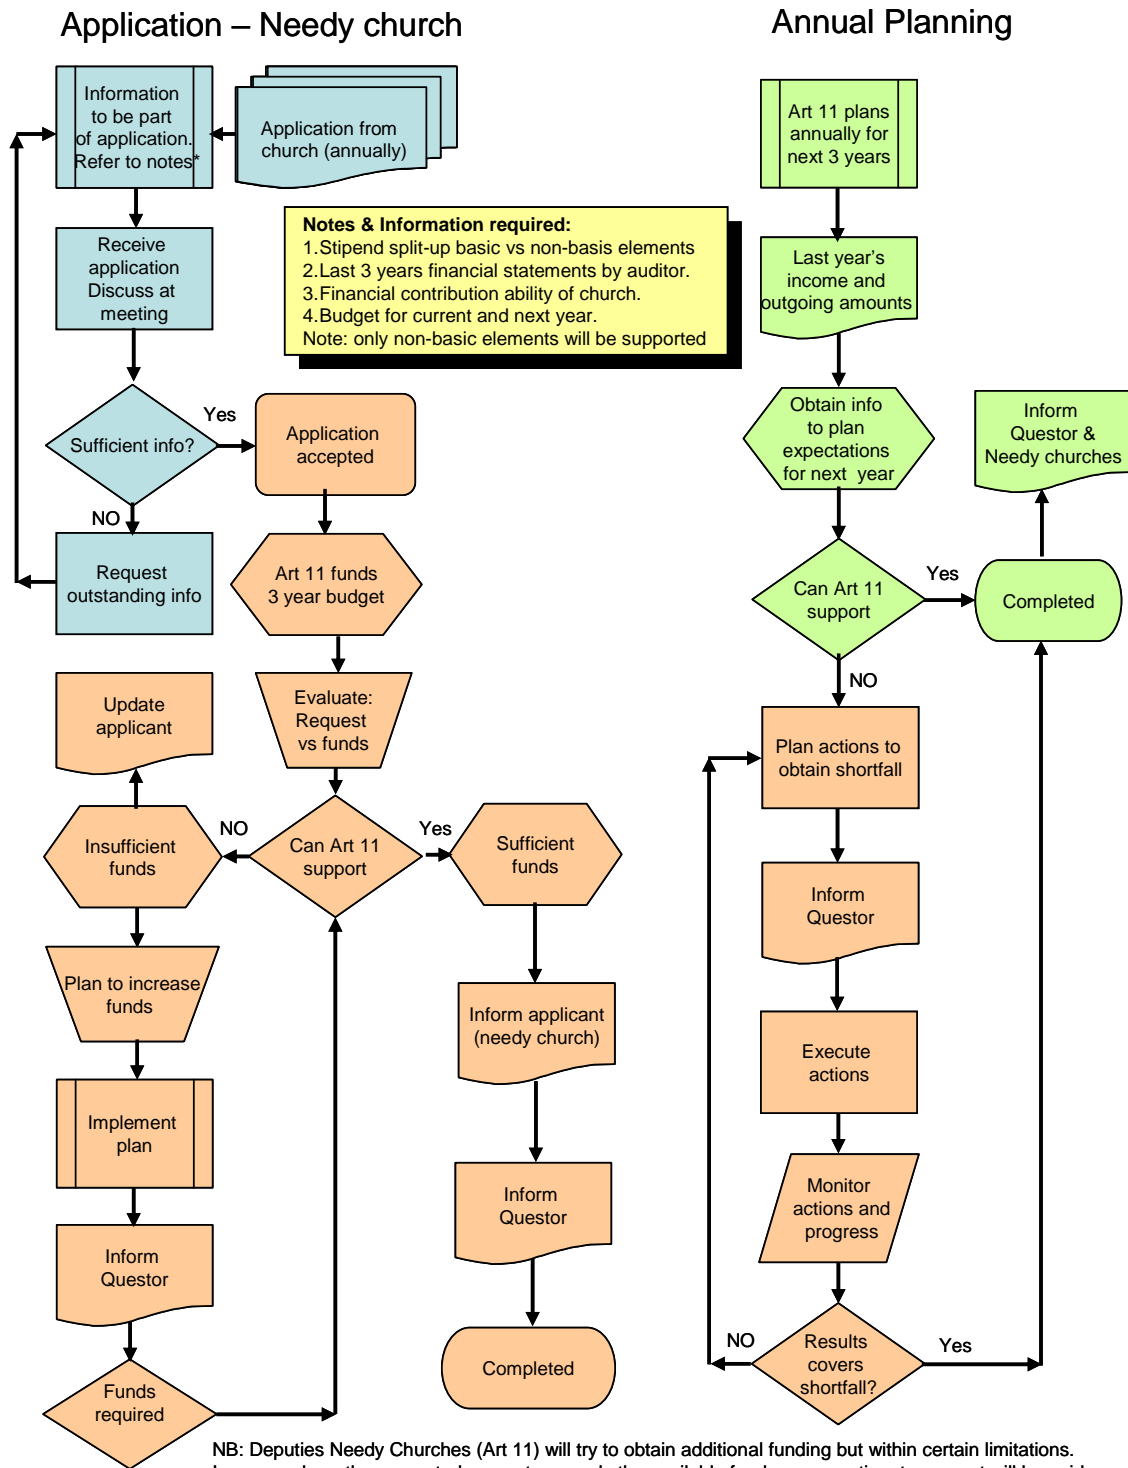 Application – Needy church
Annual Planning
Information
to be part
of application.
Refer to notes*
Application from
church (annually)
Receive
application
Discuss at
meeting
Notes & Information required:
1.Stipend split-up basic vs non-basis elements
2.Last 3 years financial statements by auditor.
3.Financial contribution ability of church.
4.Budget for current and next year.
Note: only non-basic elements will be supported
Sufficient info?
Yes
NO
Application
accepted
Request
outstanding info
Art 11 funds
3 year budget
Evaluate:
Request
vs funds
Update
applicant
Insufficient
funds
NO
Can Art 11
support
Yes
Sufficient
funds
Plan to increase
funds
Implement
plan
Inform
Questor
Funds
required
Inform applicant
(needy church)
Inform
Questor
Completed
Art 11 plans
annually for
next 3 years
Last year's
income and
outgoing amounts
Obtain info
to plan
expectations
for next  year
Inform
Questor &
Needy churches
Can Art 11
support
Yes
Completed
NO
Plan actions to
obtain shortfall
Inform
Questor
Execute
actions
Monitor
actions and
progress
Results
covers
shortfall?
NO
Yes
NB: Deputies Needy Churches (Art 11) will try to obtain additional funding but within certain limitations.